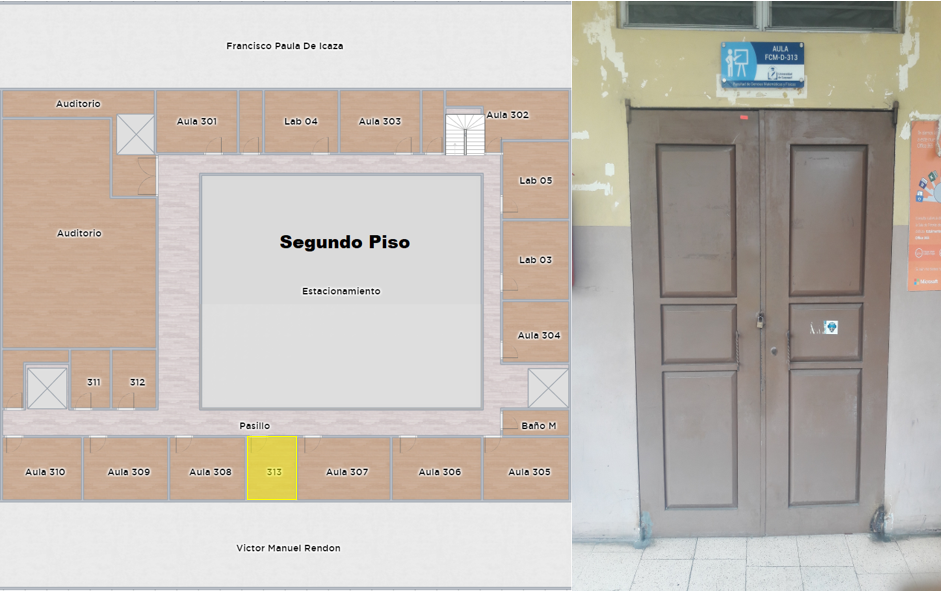 Francisco Paula De Icaza
Auditorio
Aula 301
Lab 04
Aula 303
Aula 302
Lab 05
Auditorio
Segundo Piso
Lab 03
Estacionamiento
Aula 304
311
312
Pasillo
Baño M
Aula 310
Aula 309
Aula 308
313
Aula 307
Aula 306
Aula 305
Victor Manuel Rendon
AULA
FCM-D-313